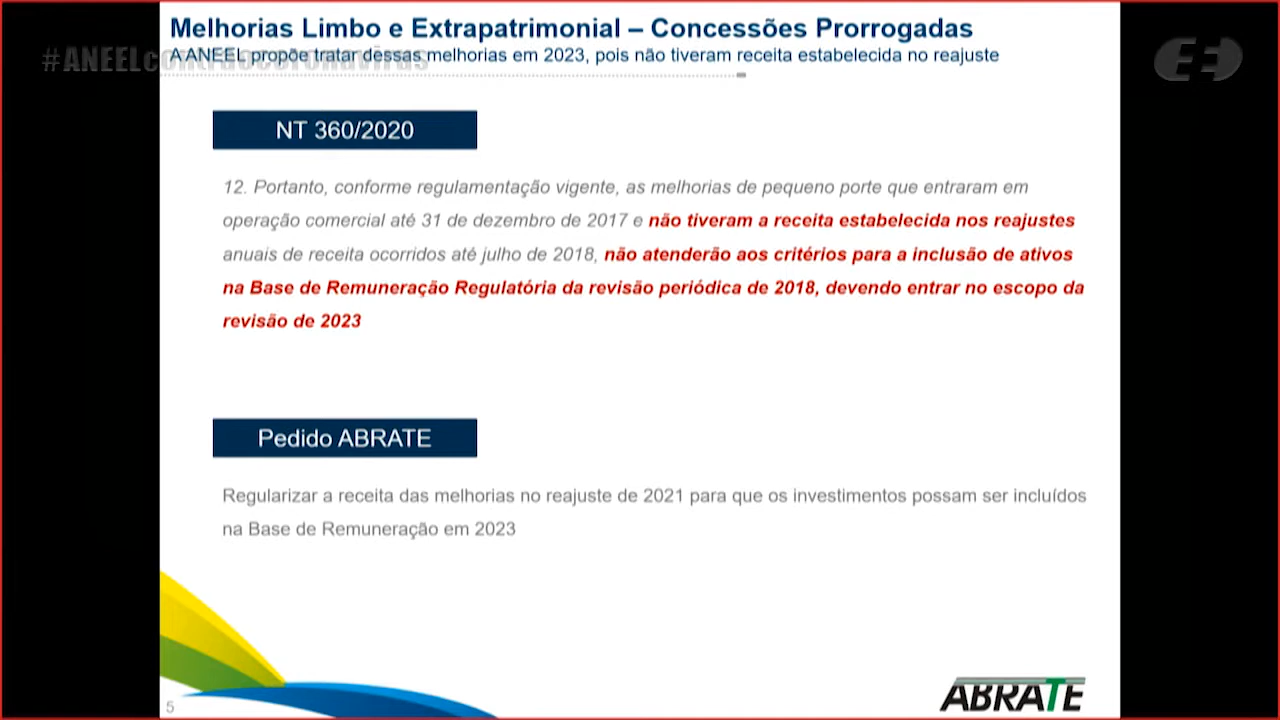 Melhorias Limbo e Extrapatrimonial – Concessões Prorrogadas
#ANEELcontraocoronavírus
A ANEEL propõe tratar dessas melhorias em 2023, pois não tiveram receita estabelecida no reajuste
NT 360/2020
12. Portanto, conforme regulamentação vigente, as melhorias de pequeno porte que entraram em
operação comercial até 31 de dezembro de 2017 e não tiveram a receita estabelecida nos reajustes
anuais de receita ocorridos até julho de 2018, não atenderão aos critérios para a inclusão de ativos
na Base de Remuneração Regulatória da revisão periódica de 2018, devendo entrar no escopo da
revisão de 2023
Pedido ABRATE
Regularizar a receita das melhorias no reajuste de 2021 para que os investimentos possam ser incluídos
na Base de Remuneração em 2023
5
ABRATE